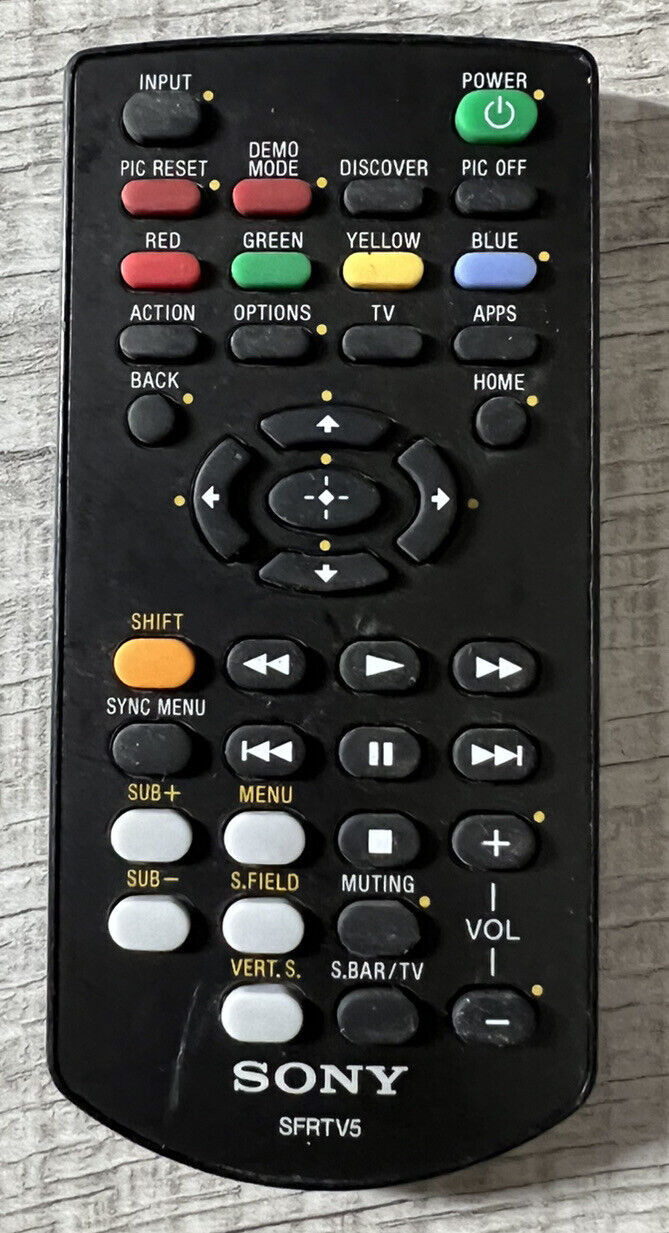 INPUT POWER
PIC RESET DEMO MODE DISCOVER PIC OFF
RED GREEN YELLOW BLUE
ACTION OPTIONS TV APPS
BACK HOME
SHIFT
SYNC MENU
SUB+ MENU
+
SUB- S.FIELD MUTING
VOL
VERT. S. S.BAR/TV
-
SONY
SFRTV5